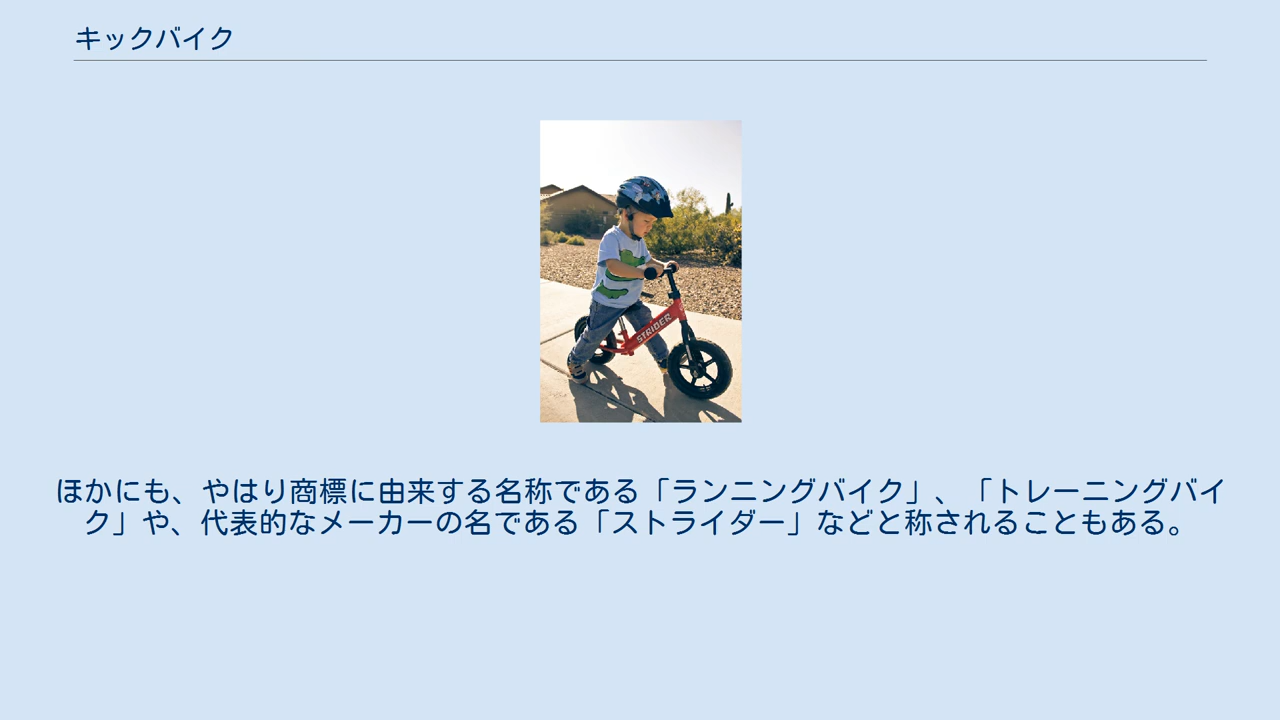 キックバイク
STRIDER
ほかにも、やはり商標に由来する名称である「ランニングバイク」、「トレーニングバイ
ク」や、代表的なメーカーの名である「ストライダー」などと称されることもある。